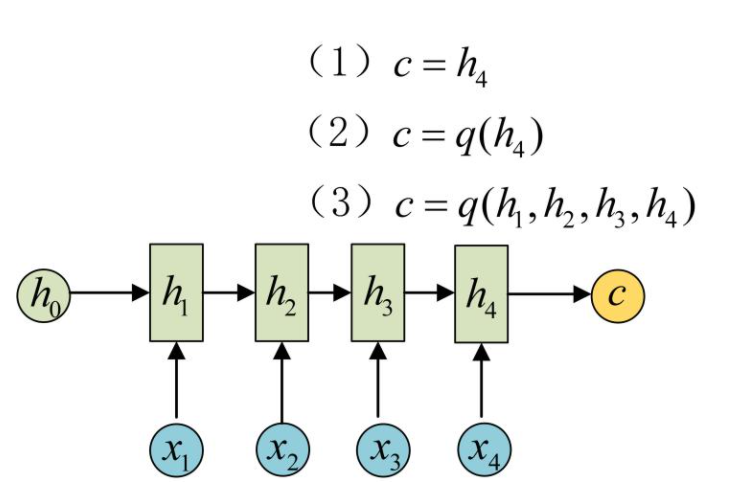 （1）c = h₄
（2）c = q(h₄)
（3）c = q(h₁, h₂, h₃, h₄)
h₀ h₁ h₂ h₃ h₄ c
x₁ x₂ x₃ x₄